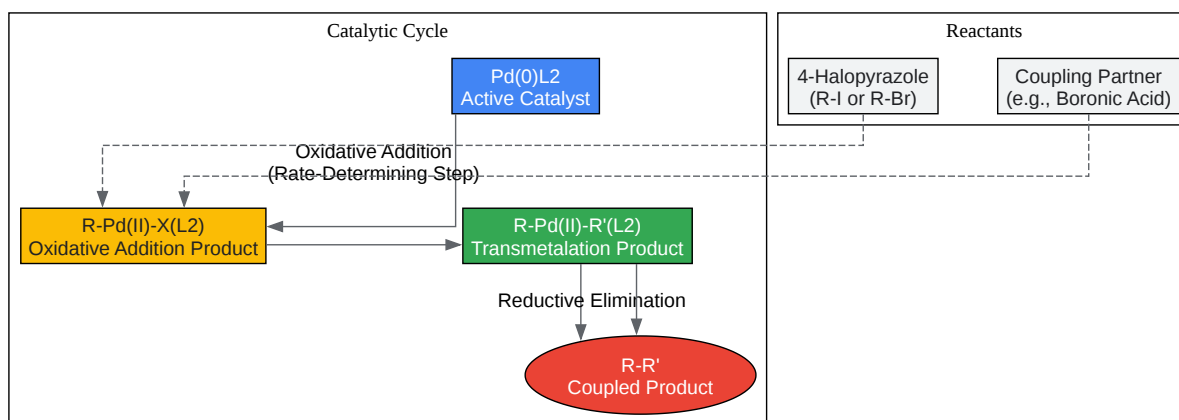 Catalytic Cycle
Reactants
Pd(0)L2
Active Catalyst
4-Halopyrazole
(R-I or R-Br)
Coupling Partner
(e.g., Boronic Acid)
Oxidative Addition
(Rate-Determining Step)
R-Pd(II)-X(L2)
Oxidative Addition Product
R-Pd(II)-R'(L2)
Transmetalation Product
Reductive Elimination
R-R'
Coupled Product